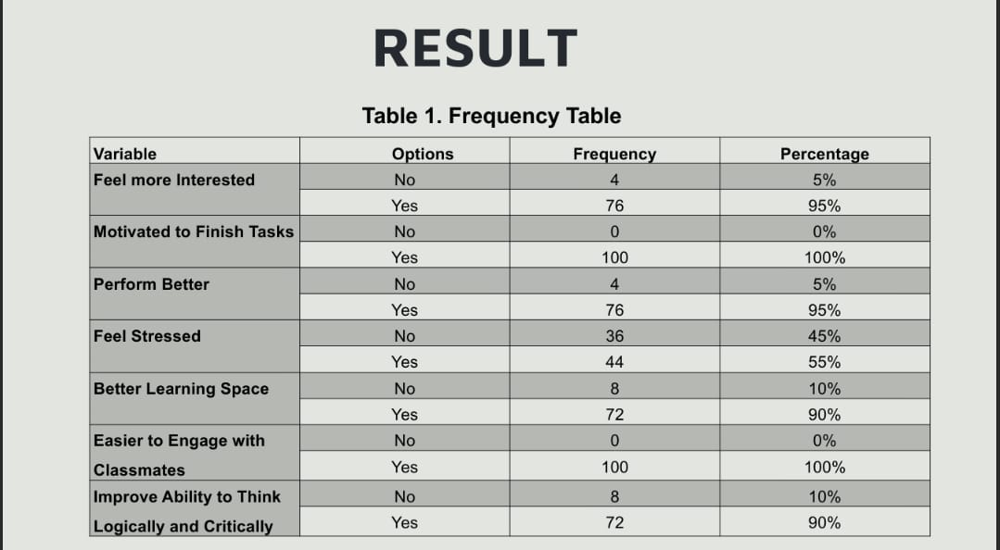 RESULT
Table 1. Frequency Table
Variable Options Frequency Percentage
Feel more Interested No 4 5%
Yes 76 95%
Motivated to Finish Tasks No 0 0%
Yes 100 100%
Perform Better No 4 5%
Yes 76 95%
Feel Stressed No 36 45%
Yes 44 55%
Better Learning Space No 8 10%
Yes 72 90%
Easier to Engage with No 0 0%
Classmates Yes 100 100%
Improve Ability to Think No 8 10%
Logically and Critically Yes 72 90%